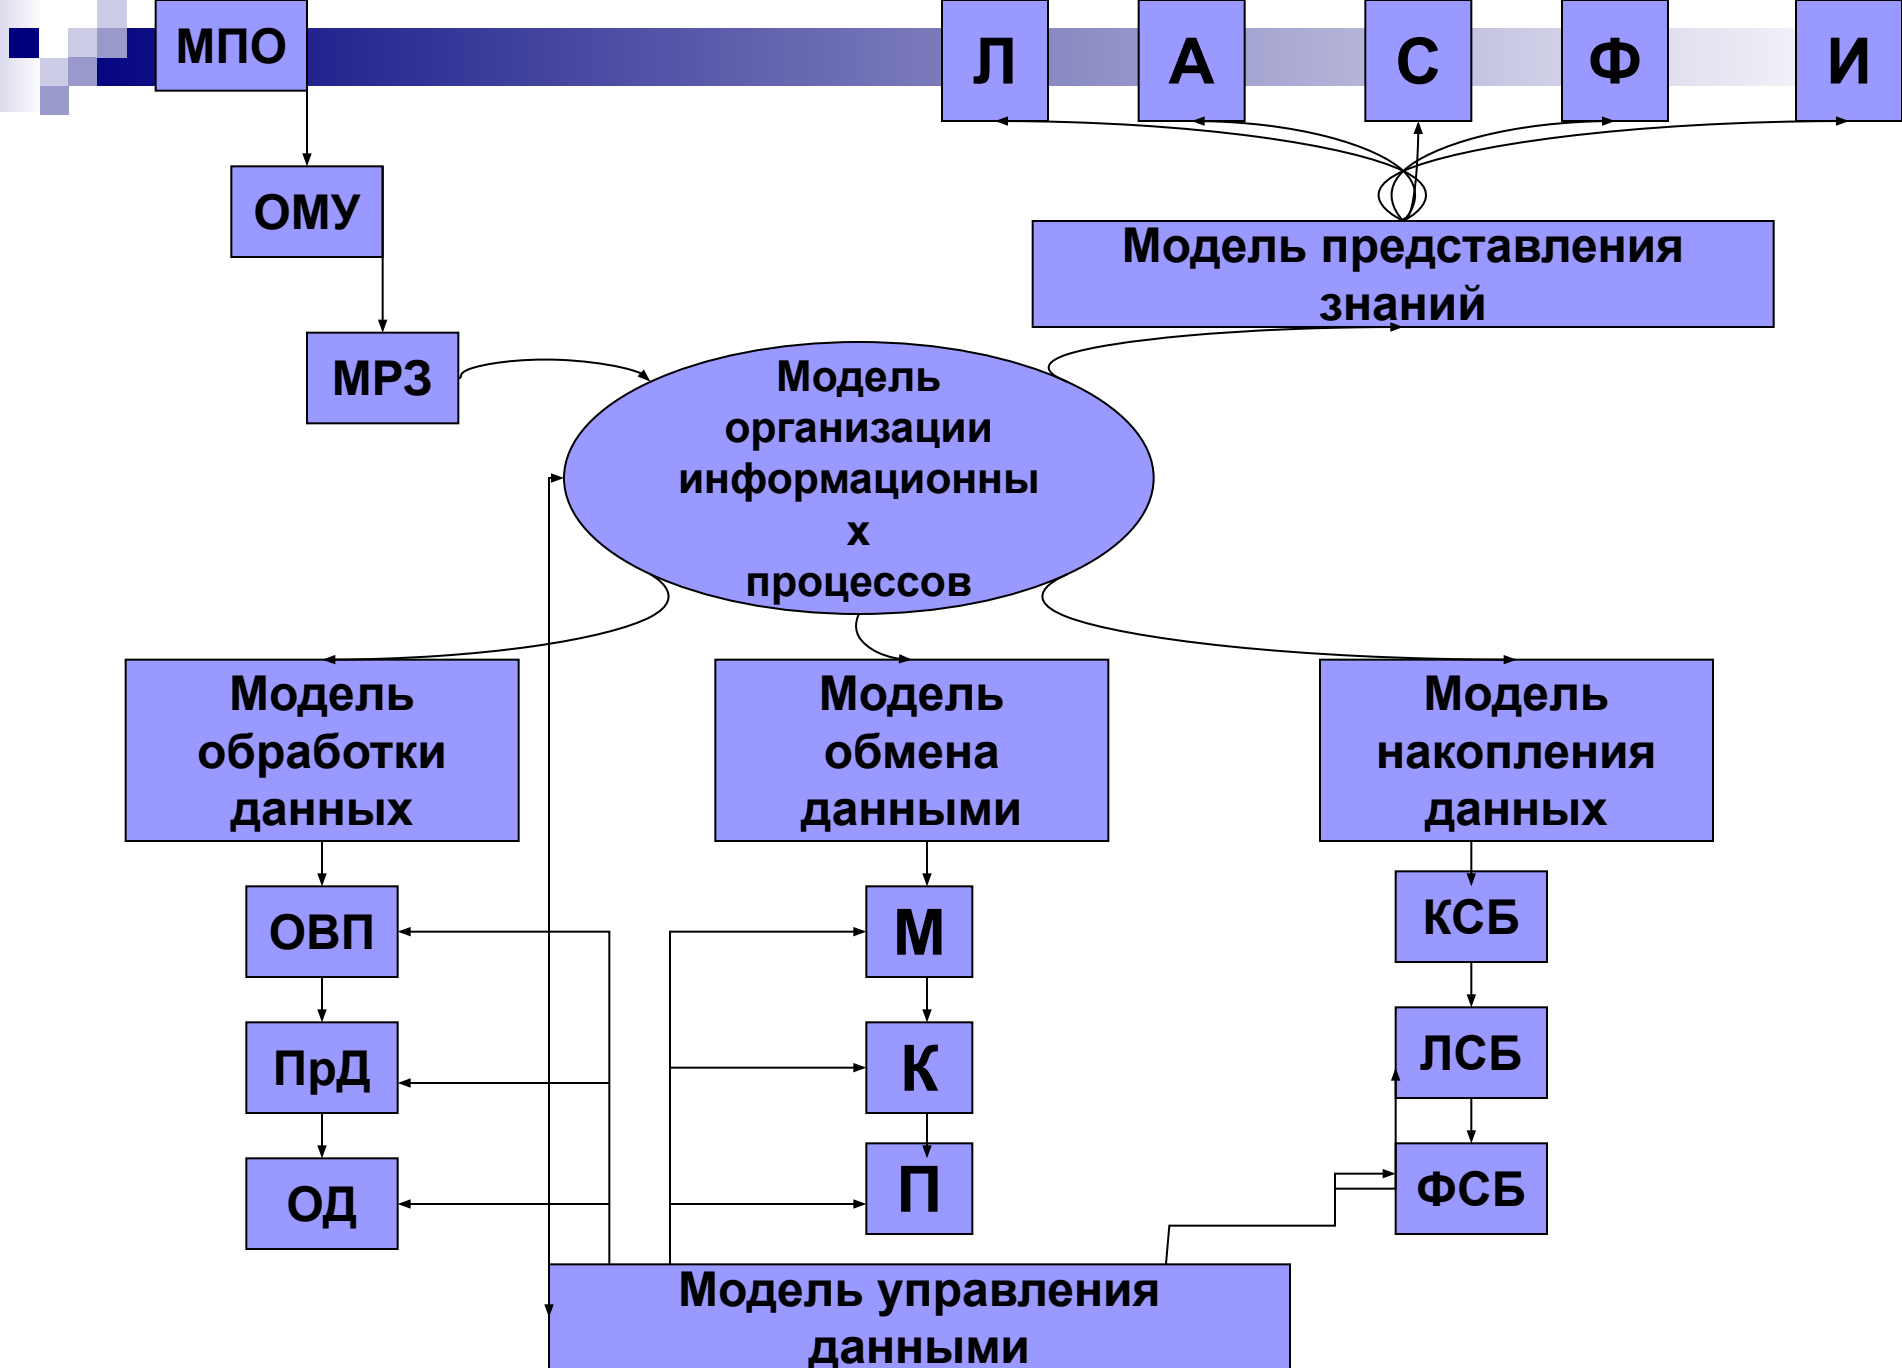 МПО
Л
А
С
Ф
И
ОМУ
Модель представления
знаний
МРЗ
Модель
организации
информационны
х
процессов
Модель
обработки
данных
Модель
обмена
данными
Модель
накопления
данных
ОВП
М
КСБ
ПрД
К
ЛСБ
ОД
П
ФСБ
Модель управления
данными